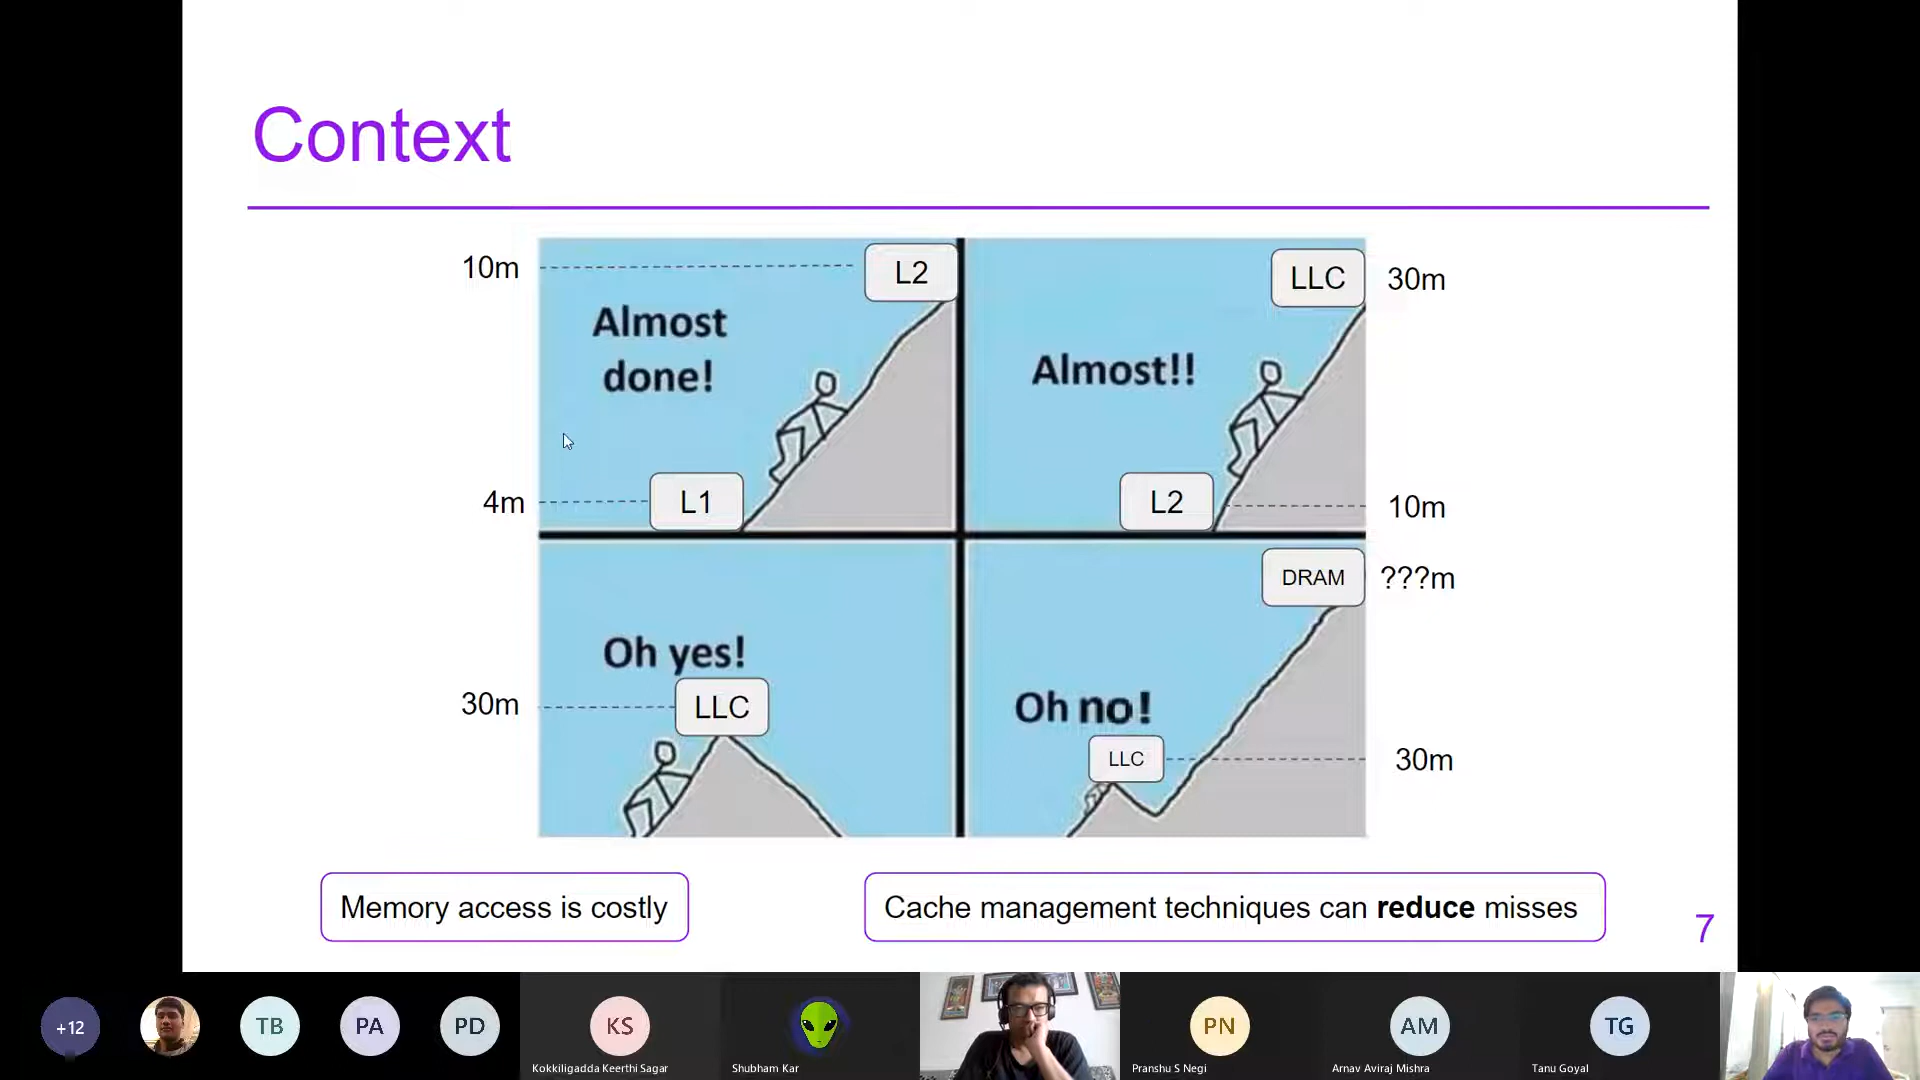 Context
10m
L2
Almost
done!
4m
L1
LLC
30m
Almost!!
L2
10m
Oh yes!
30m
LLC
DRAM
???m
Oh no!
LLC
30m
Memory access is costly
Cache management techniques can reduce misses
7
+12
TB
PA
PD
KS
Kokkiligadda Keerthi Sagar
Shubham Kar
PN
Pranshu S Negi
AM
Arnav Aviraj Mishra
TG
Tanu Goyal